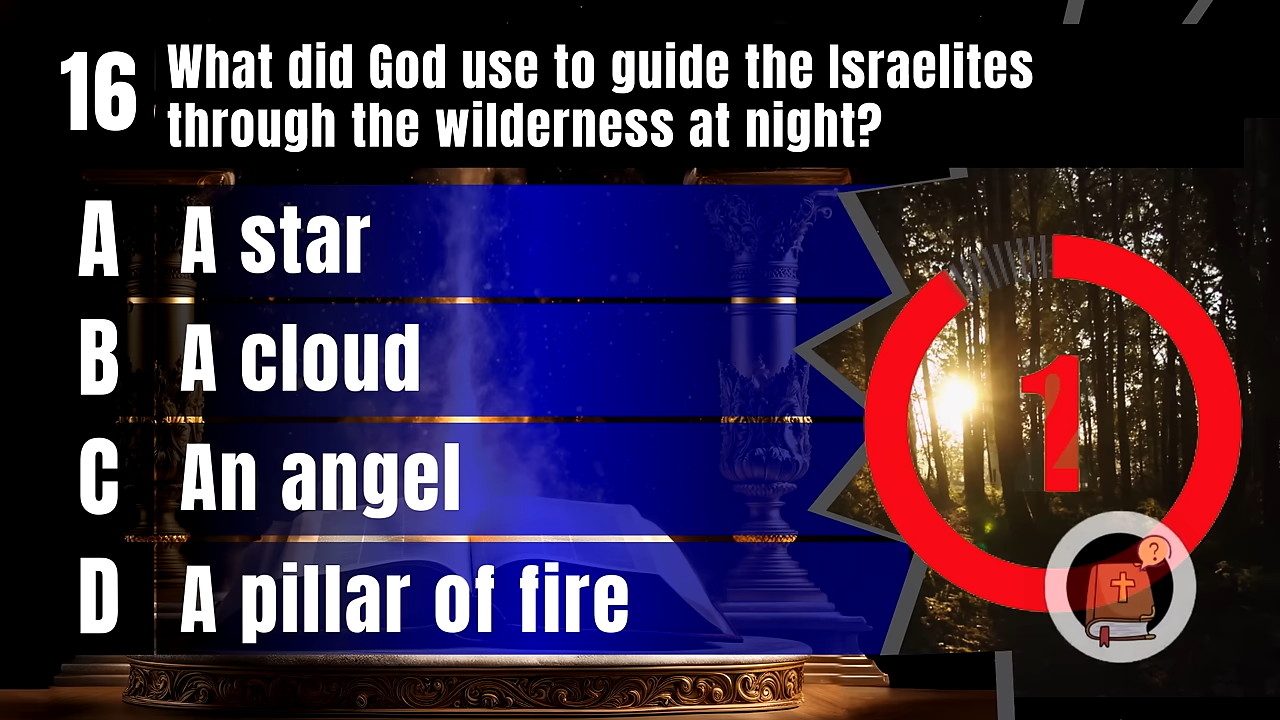 16 What did God use to guide the Israelites
through the wilderness at night?
A A star
B A cloud
C An angel
D A pillar of fire
1
?